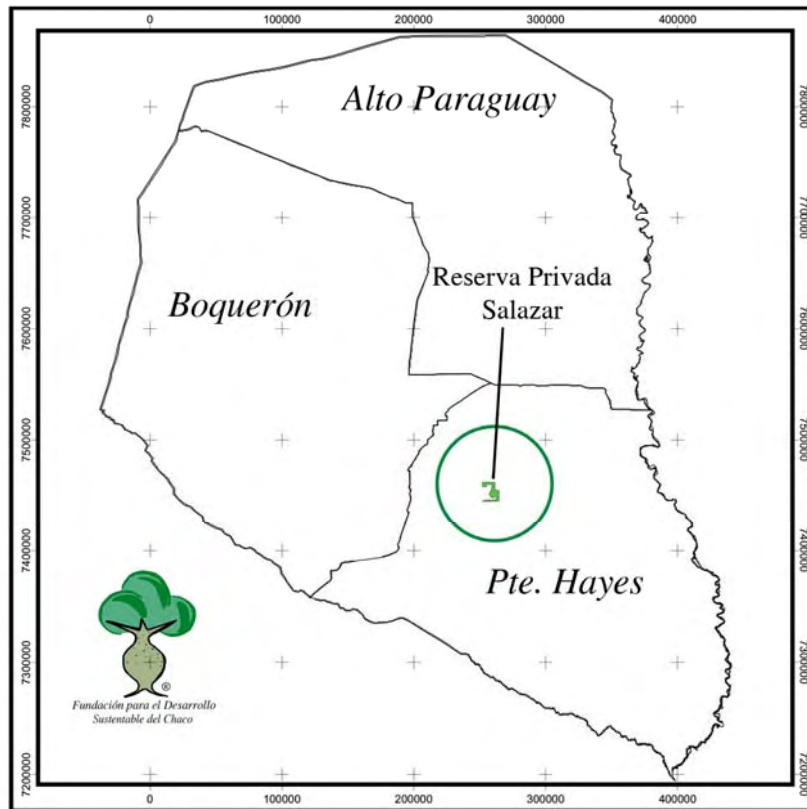 0 100000 200000 300000 400000
7800000 7800000
Alto Paraguay
7700000 7700000
Reserva Privada
Salazar
Boquerón
7600000 7600000
7500000 7500000
7400000 7400000
Pte. Hayes
7300000 7300000
®
Fundación para el Desarrollo
Sustentable del Chaco
7200000 7200000
0 100000 200000 300000 400000